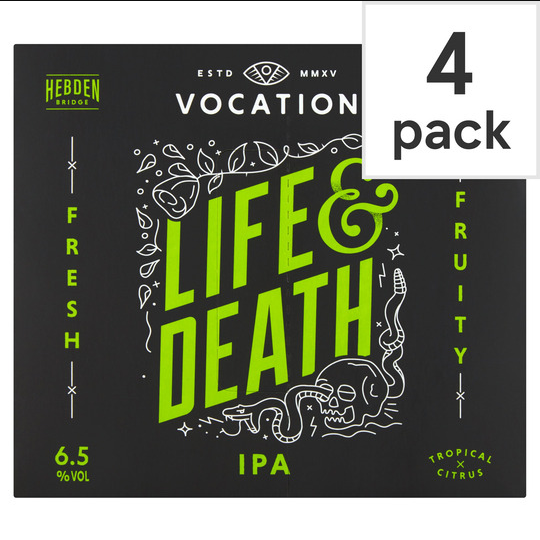 4
pack
HEBDEN
BRIDGE
ESTD MMXV
VOCATION
LIFE &
DEATH
FRESH
FRUITY
6.5
%VOL
IPA
TROPICAL
×
CITRUS